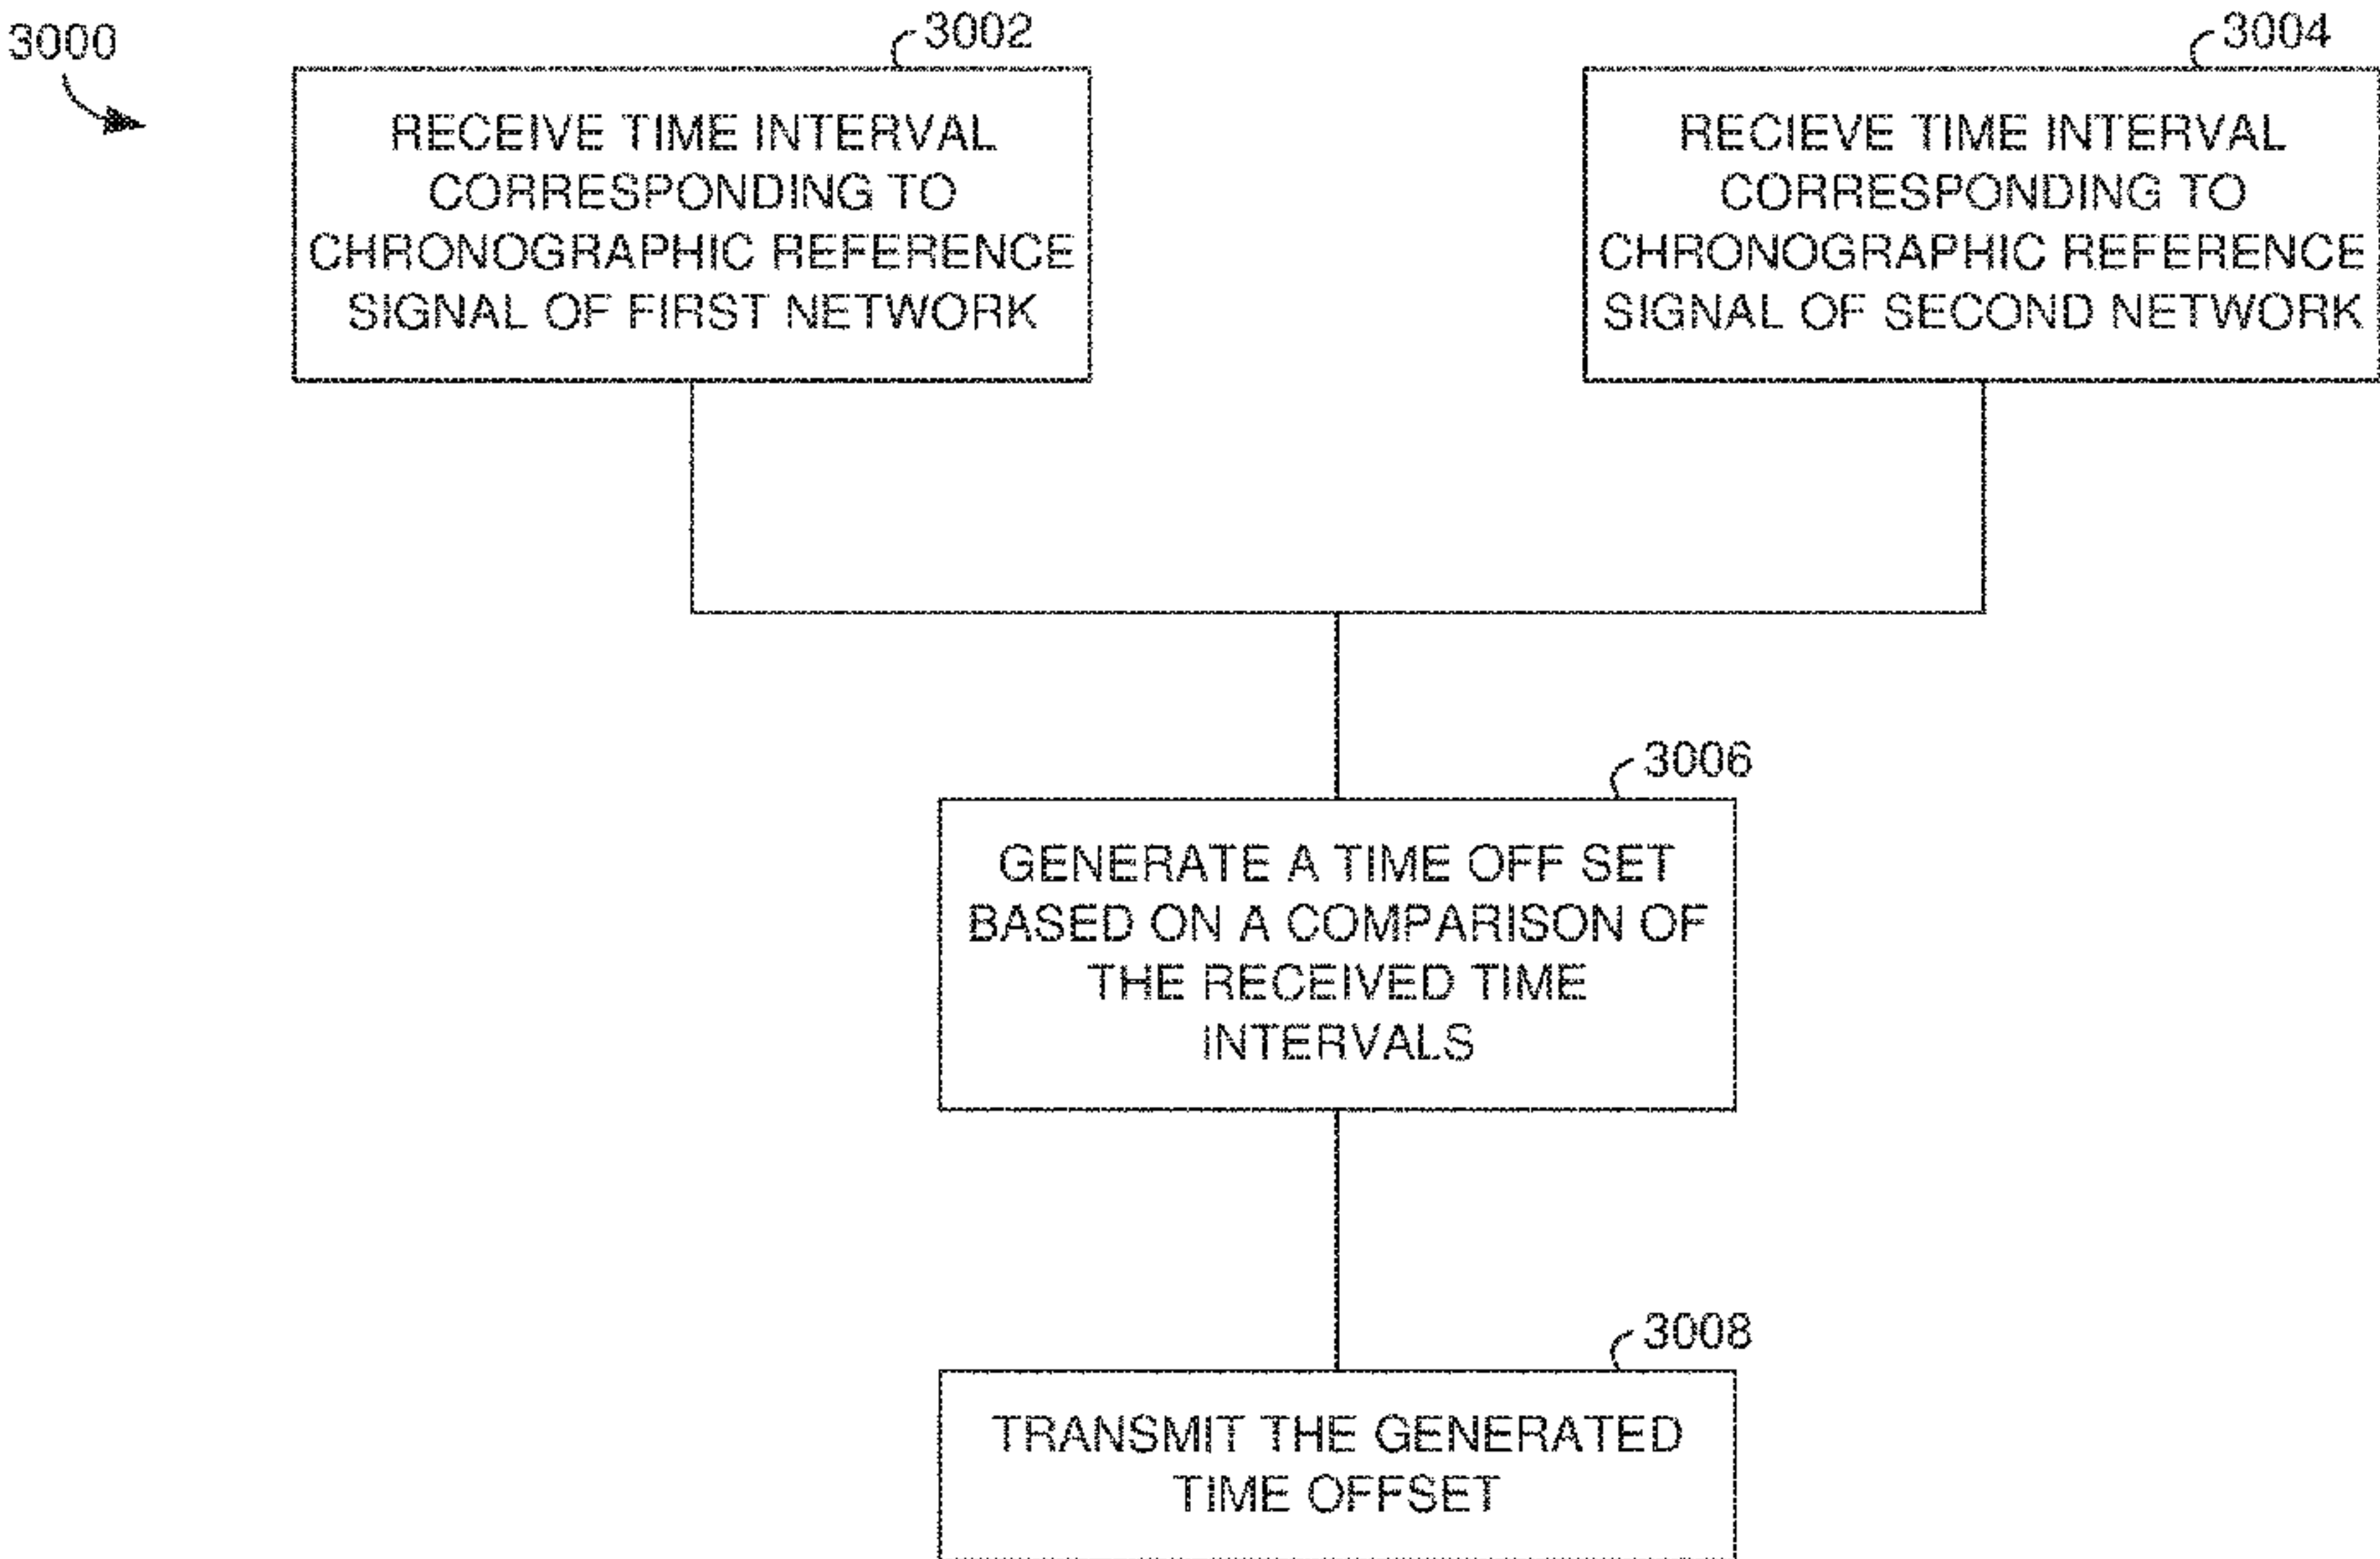 3000
3002
RECEIVE TIME INTERVAL
CORRESPONDING TO
CHRONOGRAPHIC REFERENCE
SIGNAL OF FIRST NETWORK
3004
RECIEVE TIME INTERVAL
CORRESPONDING TO
CHRONOGRAPHIC REFERENCE
SIGNAL OF SECOND NETWORK
3006
GENERATE A TIME OFF SET
BASED ON A COMPARISON OF
THE RECEIVED TIME
INTERVALS
3008
TRANSMIT THE GENERATED
TIME OFFSET